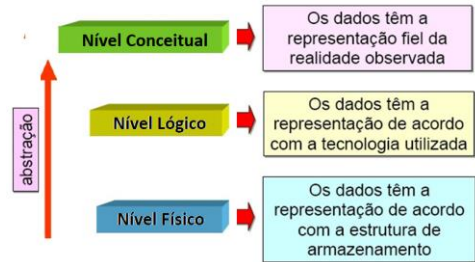 Nível Conceitual
Os dados têm a
representação fiel da
realidade observada
Nível Lógico
Os dados têm a
representação de acordo
com a tecnologia utilizada
abstração
Nível Físico
Os dados têm a
representação de acordo
com a estrutura de
armazenamento